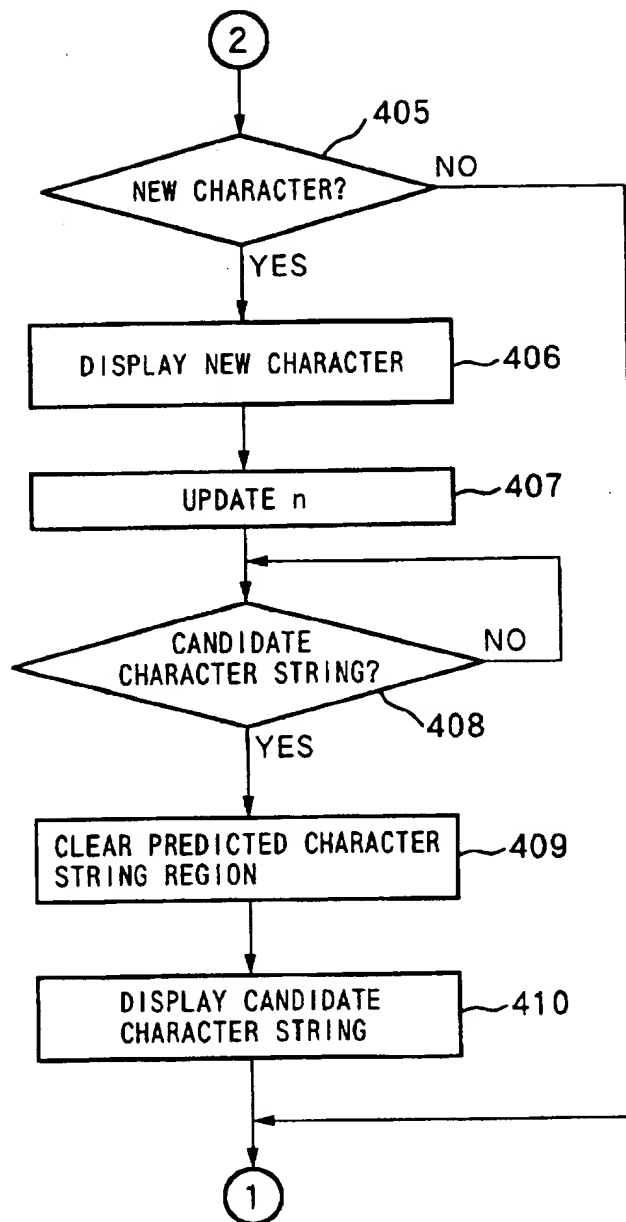 2
405
NEW CHARACTER?
NO
YES
DISPLAY NEW CHARACTER
406
UPDATE n
407
CANDIDATE
CHARACTER STRING?
NO
408
YES
CLEAR PREDICTED CHARACTER
STRING REGION
409
DISPLAY CANDIDATE
CHARACTER STRING
410
1